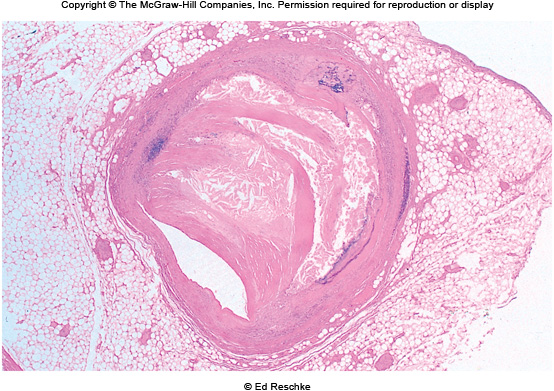 Copyright © The McGraw-Hill Companies, Inc. Permission required for reproduction or display
© Ed Reschke